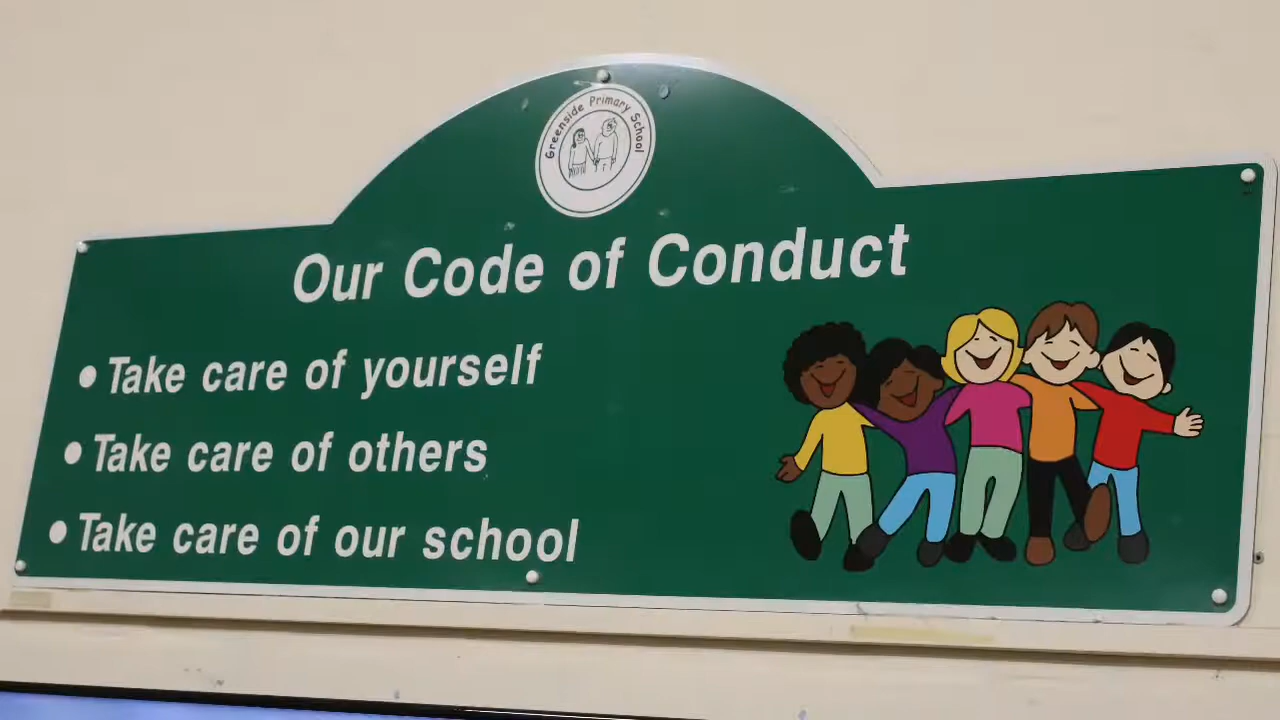 Greenside Primary School
Our Code of Conduct
• Take care of yourself
• Take care of others
• Take care of our school